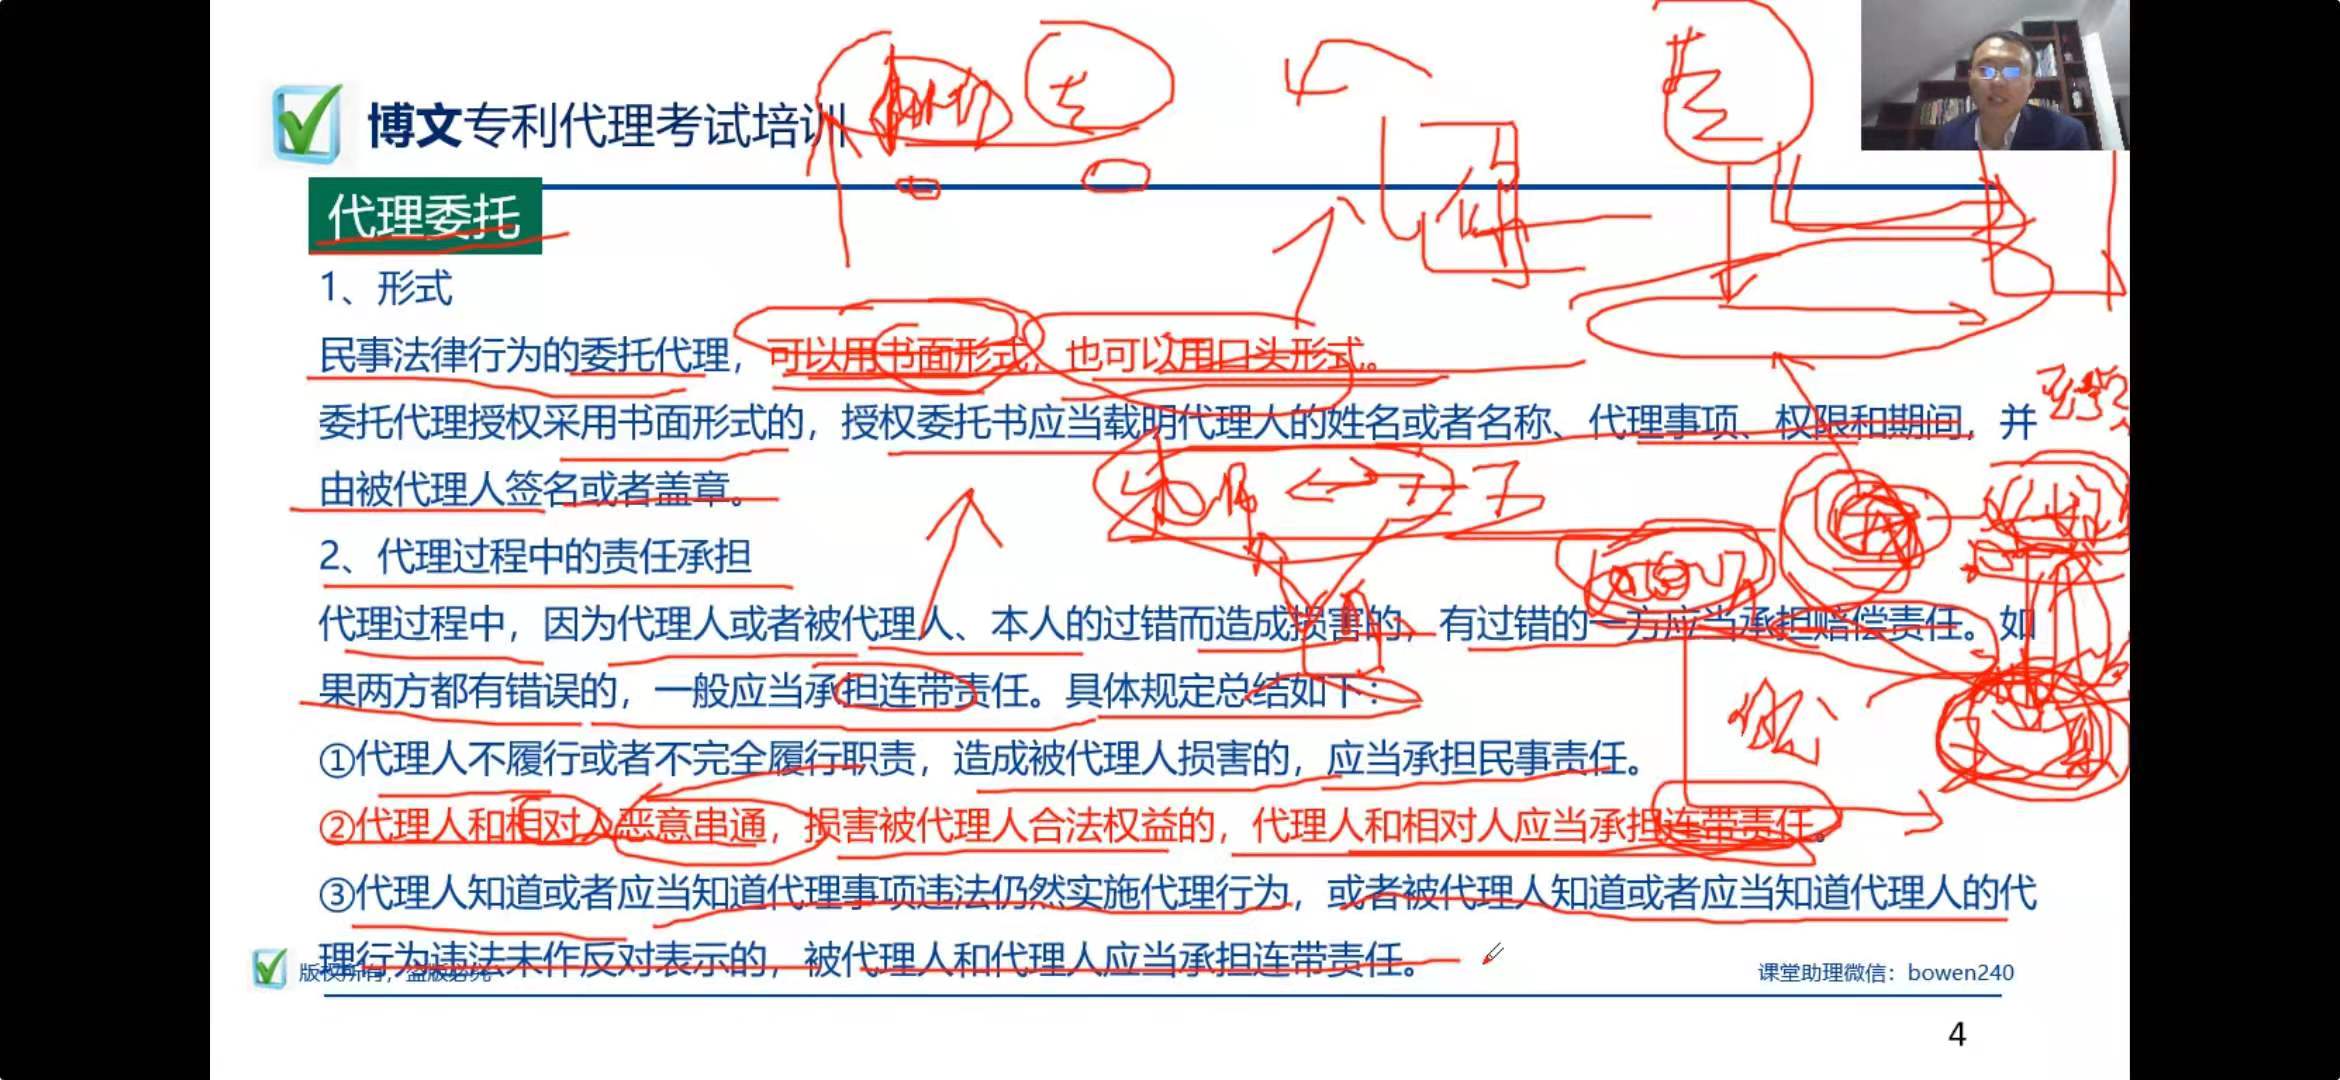 博文专利代理考试培训
代理委托
1、形式
民事法律行为的委托代理，可以用书面形式，也可以用口头形式。
委托代理授权采用书面形式的，授权委托书应当载明代理人的姓名或者名称、代理事项、权限和期间，并
由被代理人签名或者盖章。
2、代理过程中的责任承担
代理过程中，因为代理人或者被代理人、本人的过错而造成损害的，有过错的一方应当承担赔偿责任。如
果两方都有错误的，一般应当承担连带责任。具体规定总结如下：
①代理人不履行或者不完全履行职责，造成被代理人损害的，应当承担民事责任。
②代理人和相对人恶意串通，损害被代理人合法权益的，代理人和相对人应当承担连带责任。
③代理人知道或者应当知道代理事项违法仍然实施代理行为，或者被代理人知道或者应当知道代理人的代
理行为违法未作反对表示的，被代理人和代理人应当承担连带责任。
版权所有，盗版必究
课堂助理微信：bowen240
4